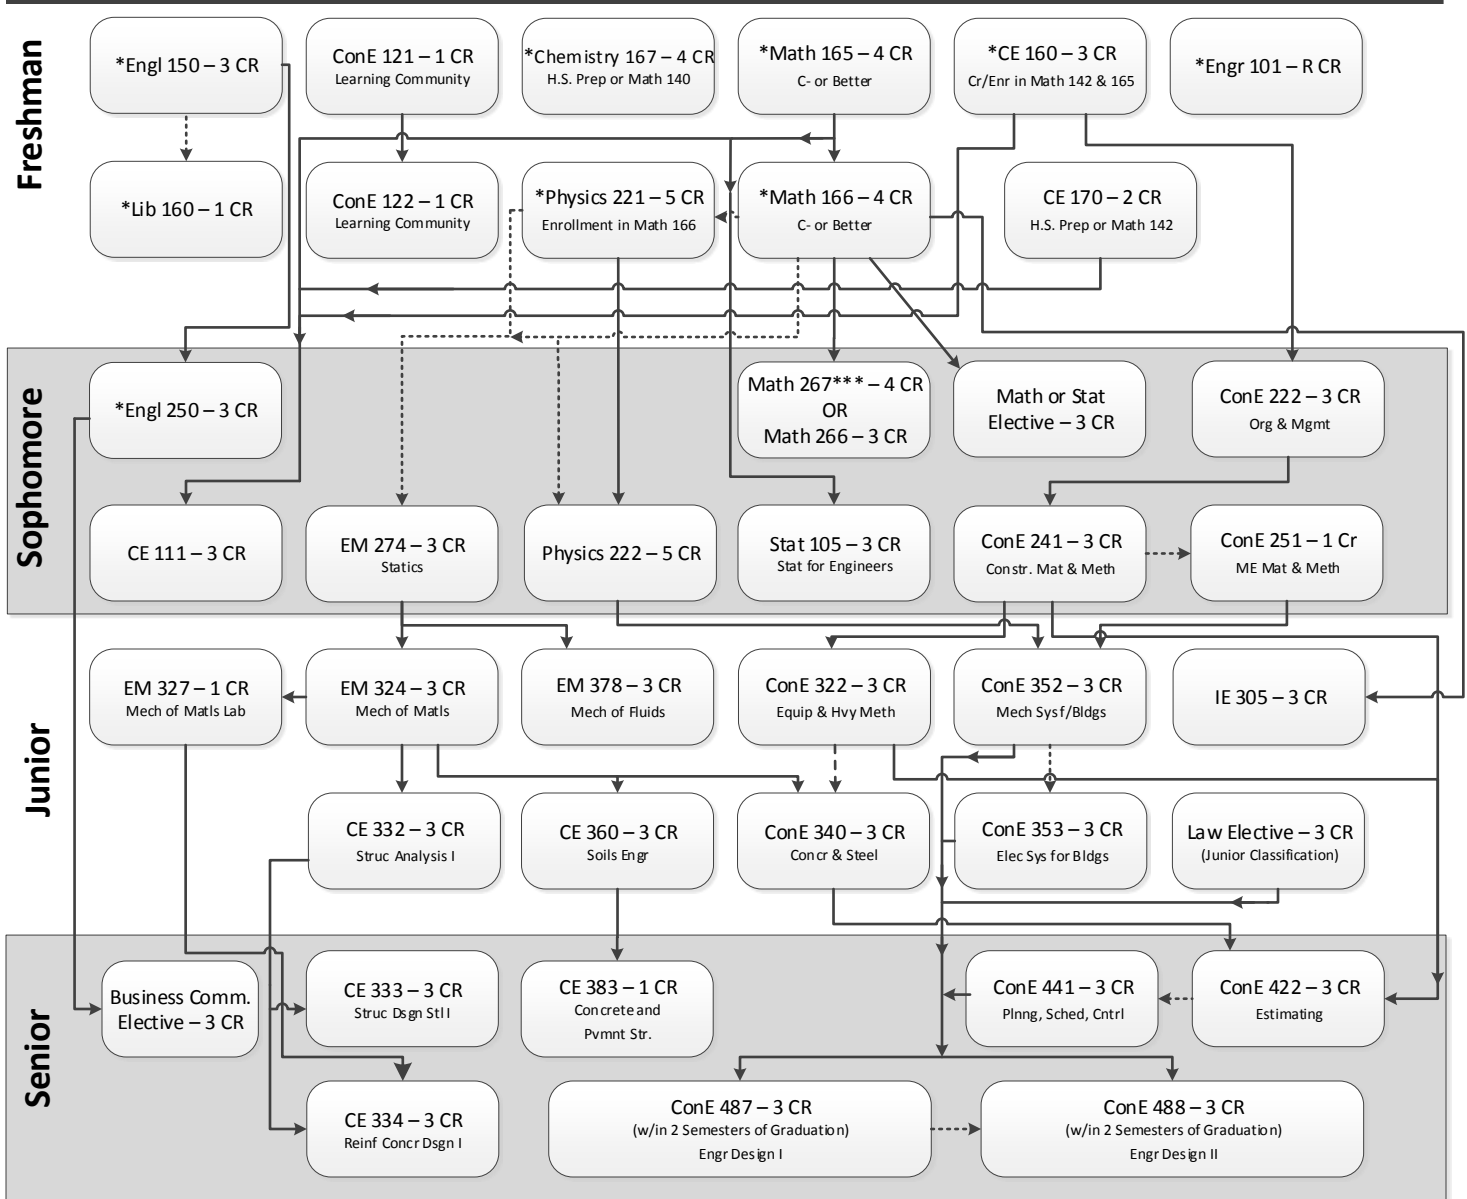 Freshman
*Engl 150 – 3 CR
ConE 121 – 1 CR
Learning Community
*Chemistry 167 – 4 CR
H.S. Prep or Math 140
*Math 165 – 4 CR
C- or Better
*CE 160 – 3 CR
Cr/Enr in Math 142 & 165
*Engr 101 – R CR
*Lib 160 – 1 CR
ConE 122 – 1 CR
Learning Community
*Physics 221 – 5 CR
Enrollment in Math 166
*Math 166 – 4 CR
C- or Better
CE 170 – 2 CR
H.S. Prep or Math 142
Sophomore
*Engl 250 – 3 CR
Math 267*** – 4 CR
OR
Math 266 – 3 CR
Math or Stat
Elective – 3 CR
ConE 222 – 3 CR
Org & Mgmt
CE 111 – 3 CR
EM 274 – 3 CR
Statics
Physics 222 – 5 CR
Stat 105 – 3 CR
Stat for Engineers
ConE 241 – 3 CR
Constr. Mat & Meth
ConE 251 – 1 Cr
ME Mat & Meth
Junior
EM 327 – 1 CR
Mech of Matls Lab
EM 324 – 3 CR
Mech of Matls
EM 378 – 3 CR
Mech of Fluids
ConE 322 – 3 CR
Equip & Hvy Meth
ConE 352 – 3 CR
Mech Sys f/Bldgs
IE 305 – 3 CR
CE 332 – 3 CR
Struc Analysis I
CE 360 – 3 CR
Soils Engr
ConE 340 – 3 CR
Concr & Steel
ConE 353 – 3 CR
Elec Sys for Bldgs
Law Elective – 3 CR
(Junior Classification)
Senior
Business Comm.
Elective – 3 CR
CE 333 – 3 CR
Struc Dsgn Stl I
CE 383 – 1 CR
Concrete and
Pvmnt Str.
ConE 441 – 3 CR
Plnng, Sched, Cntrl
ConE 422 – 3 CR
Estimating
CE 334 – 3 CR
Reinf Concr Dsgn I
ConE 487 – 3 CR
(w/in 2 Semesters of Graduation)
Engr Design I
ConE 488 – 3 CR
(w/in 2 Semesters of Graduation)
Engr Design II